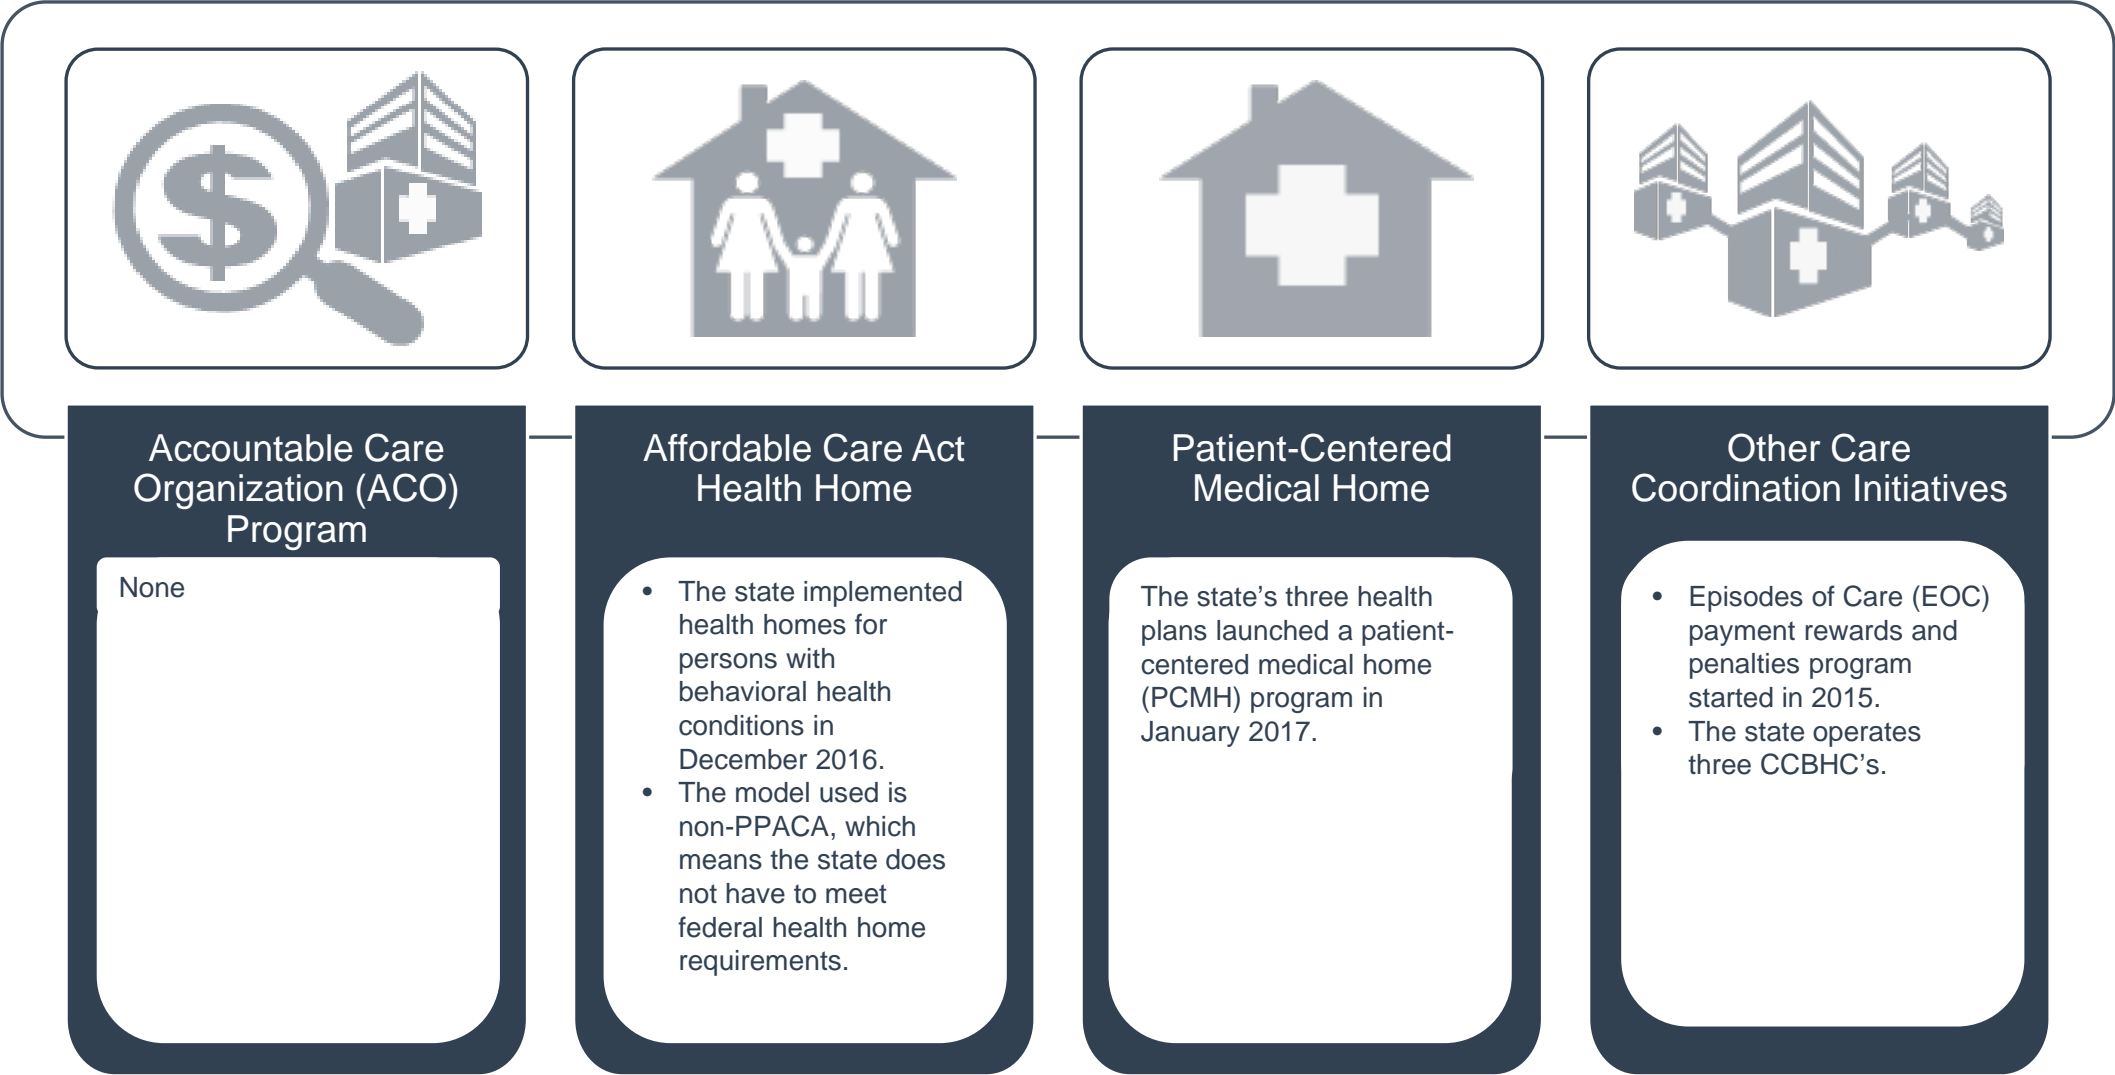 Accountable Care
Organization (ACO)
Program
None
Affordable Care Act
Health Home
• The state implemented
health homes for
persons with
behavioral health
conditions in
December 2016.
• The model used is
non-PPACA, which
means the state does
not have to meet
federal health home
requirements.
Patient-Centered
Medical Home
The state’s three health
plans launched a patient-
centered medical home
(PCMH) program in
January 2017.
Other Care
Coordination Initiatives
• Episodes of Care (EOC)
payment rewards and
penalties program
started in 2015.
• The state operates
three CCBHC’s.